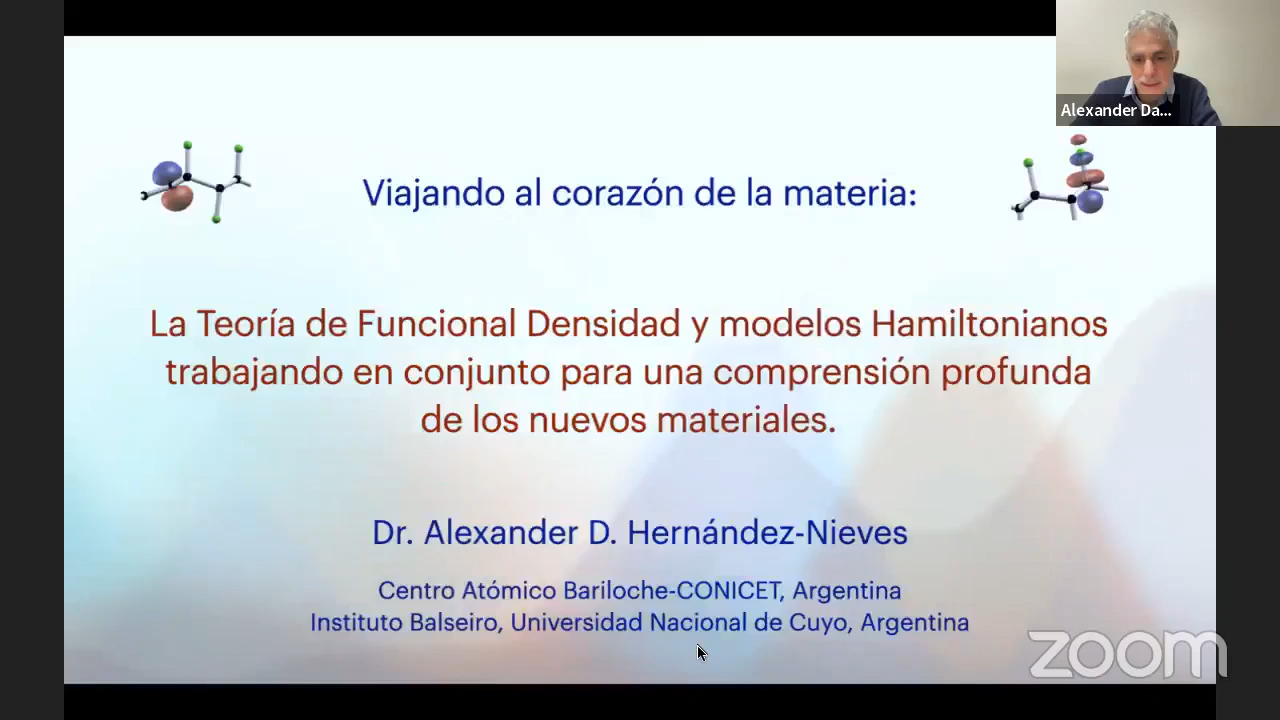 Alexander Da...
Viajando al corazón de la materia:
La Teoría de Funcional Densidad y modelos Hamiltonianos
trabajando en conjunto para una comprensión profunda
de los nuevos materiales.
Dr. Alexander D. Hernández-Nieves
Centro Atómico Bariloche-CONICET, Argentina
Instituto Balseiro, Universidad Nacional de Cuyo, Argentina
zoom